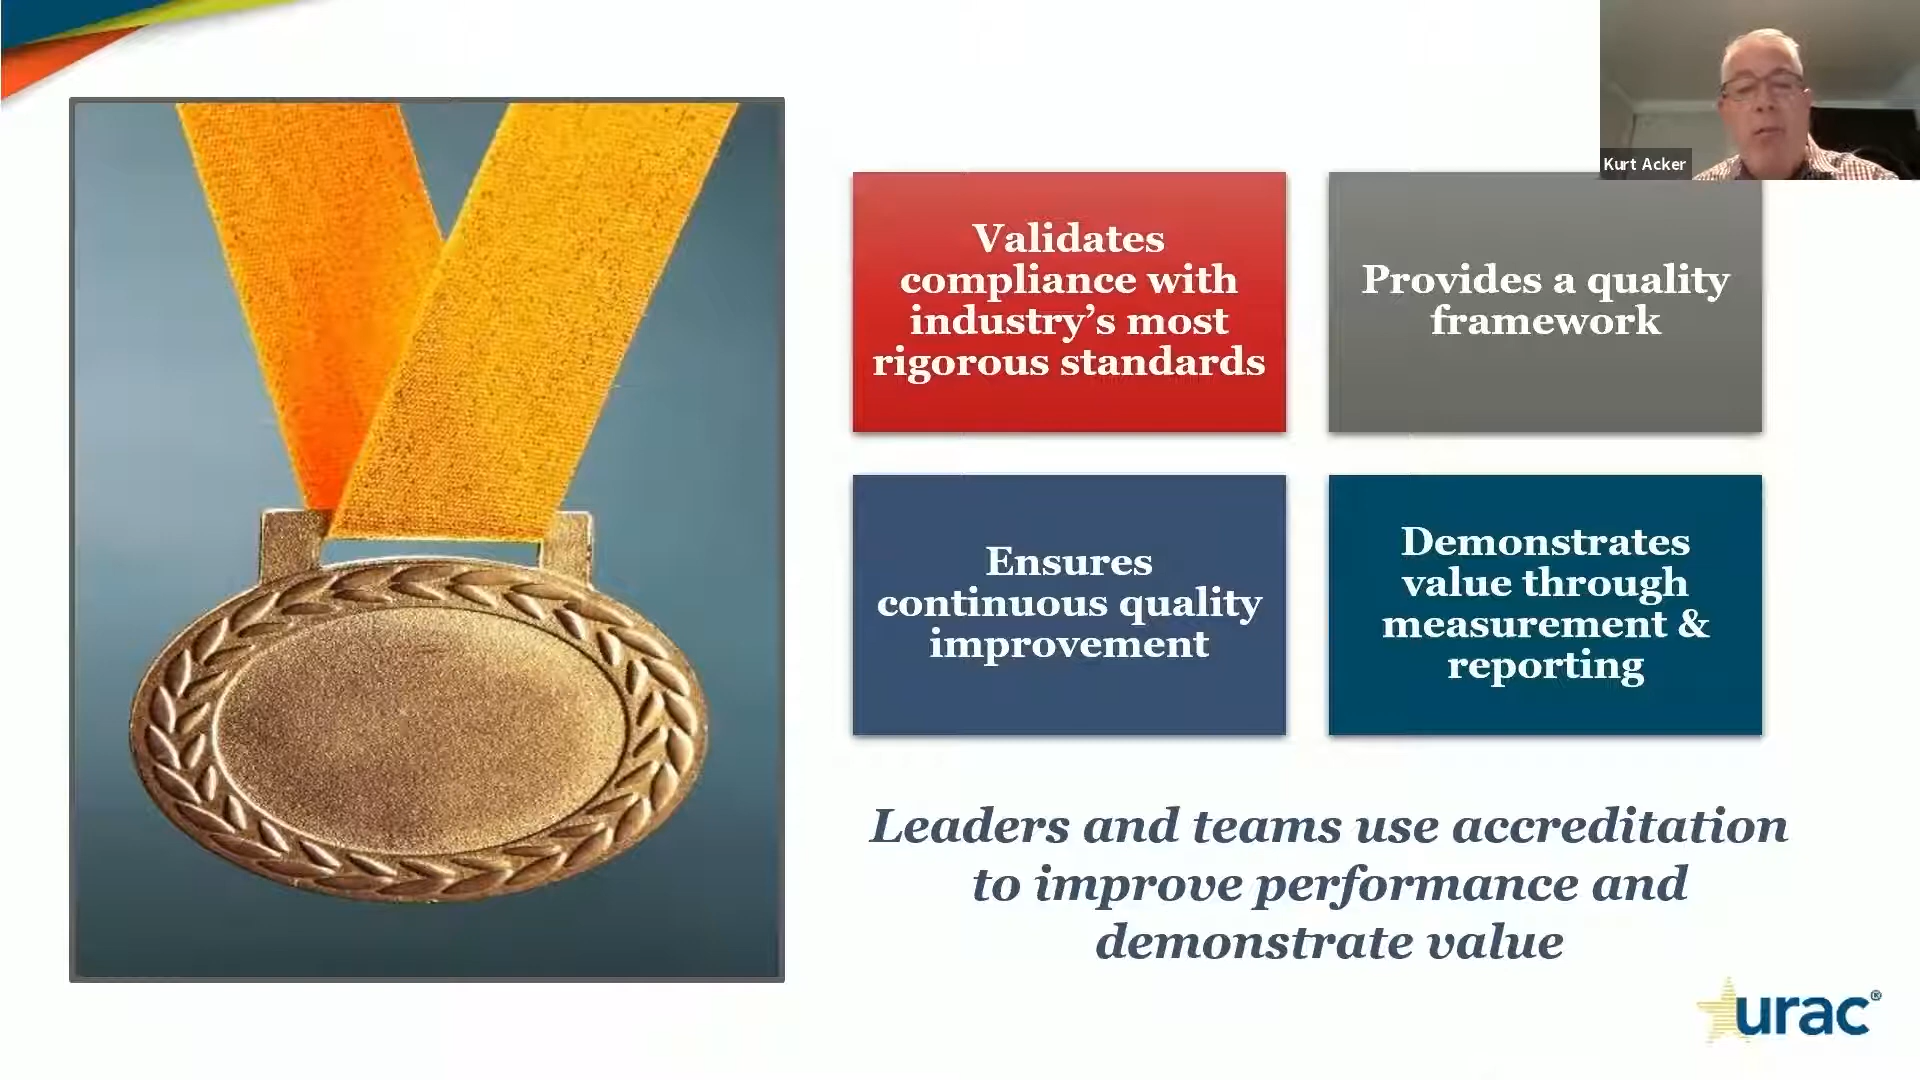 Kurt Acker
Validates
compliance with
industry's most
rigorous standards
Provides a quality
framework
Ensures
continuous quality
improvement
Demonstrates
value through
measurement &
reporting
Leaders and teams use accreditation
to improve performance and
demonstrate value
urac®